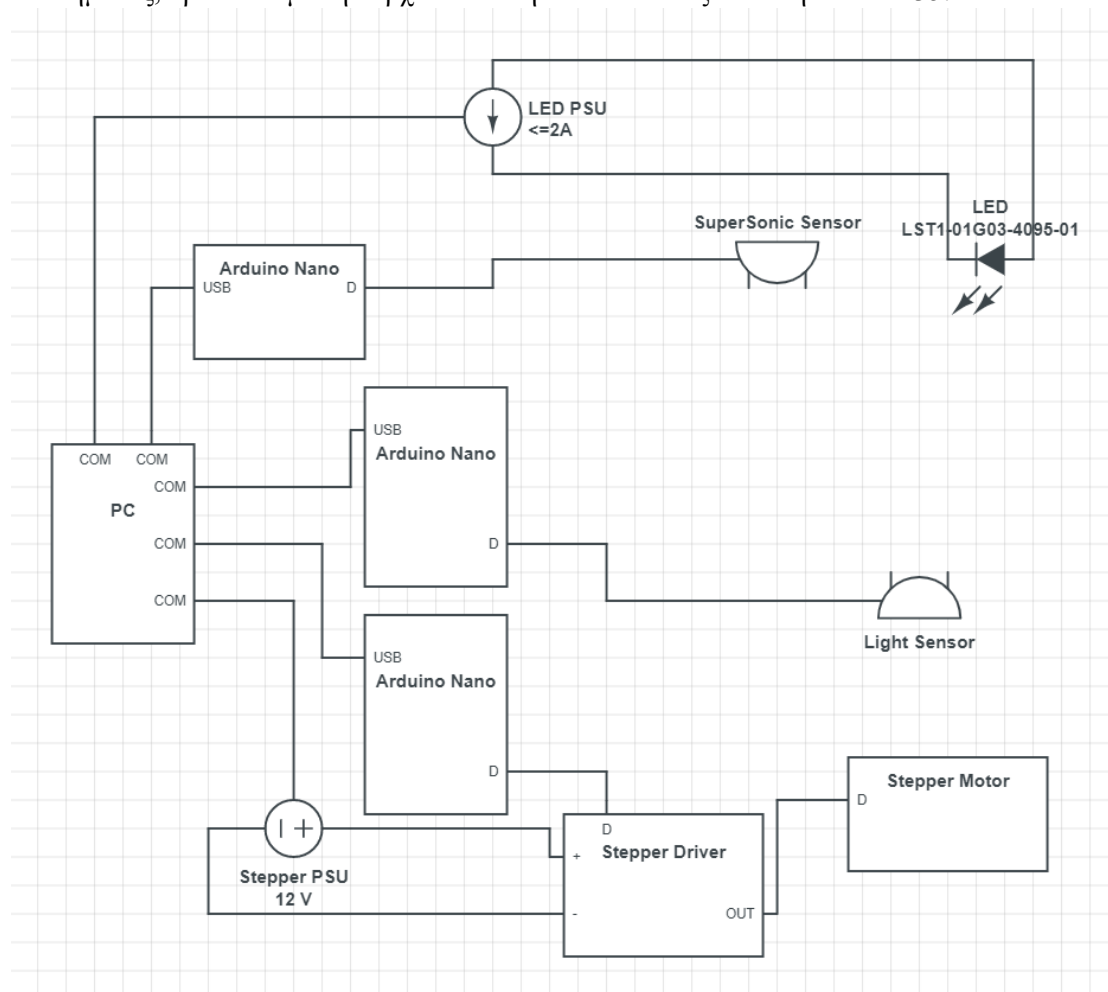 LED PSU
<=2A
LED
LST1-01G03-4095-01
SuperSonic Sensor
Arduino Nano
USB
D
USB
Arduino Nano
D
COM
COM
COM
PC
COM
COM
Light Sensor
USB
Arduino Nano
D
Stepper Motor
D
D
Stepper Driver
+
-
OUT
Stepper PSU
12 V